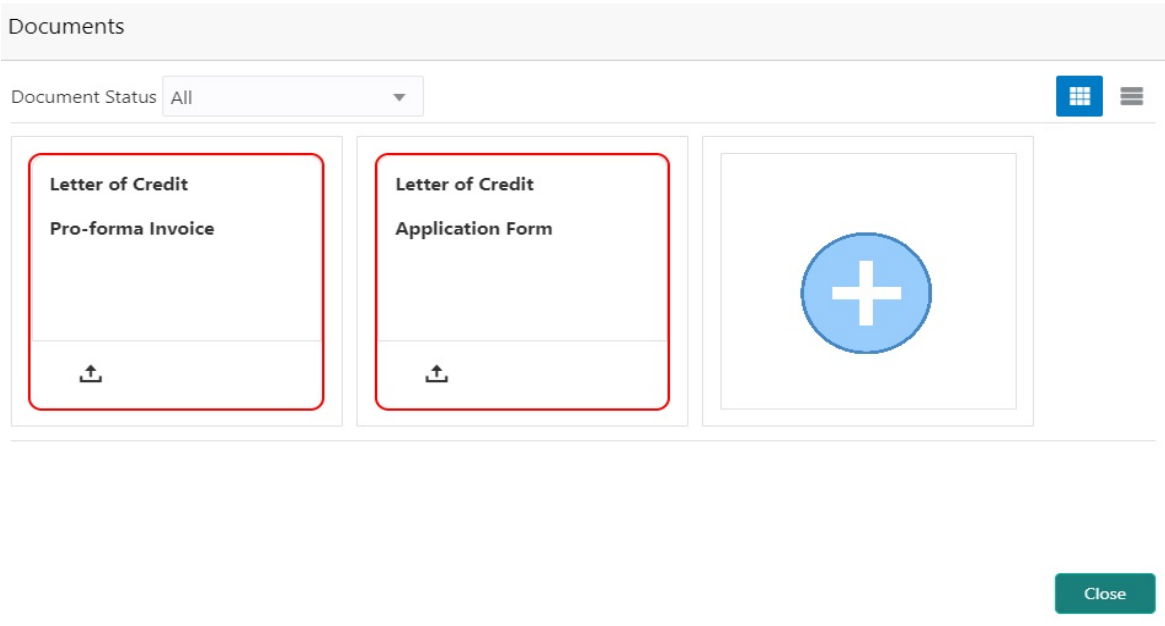 Documents
Document Status All
Letter of Credit
Pro-forma Invoice
Letter of Credit
Application Form
Close